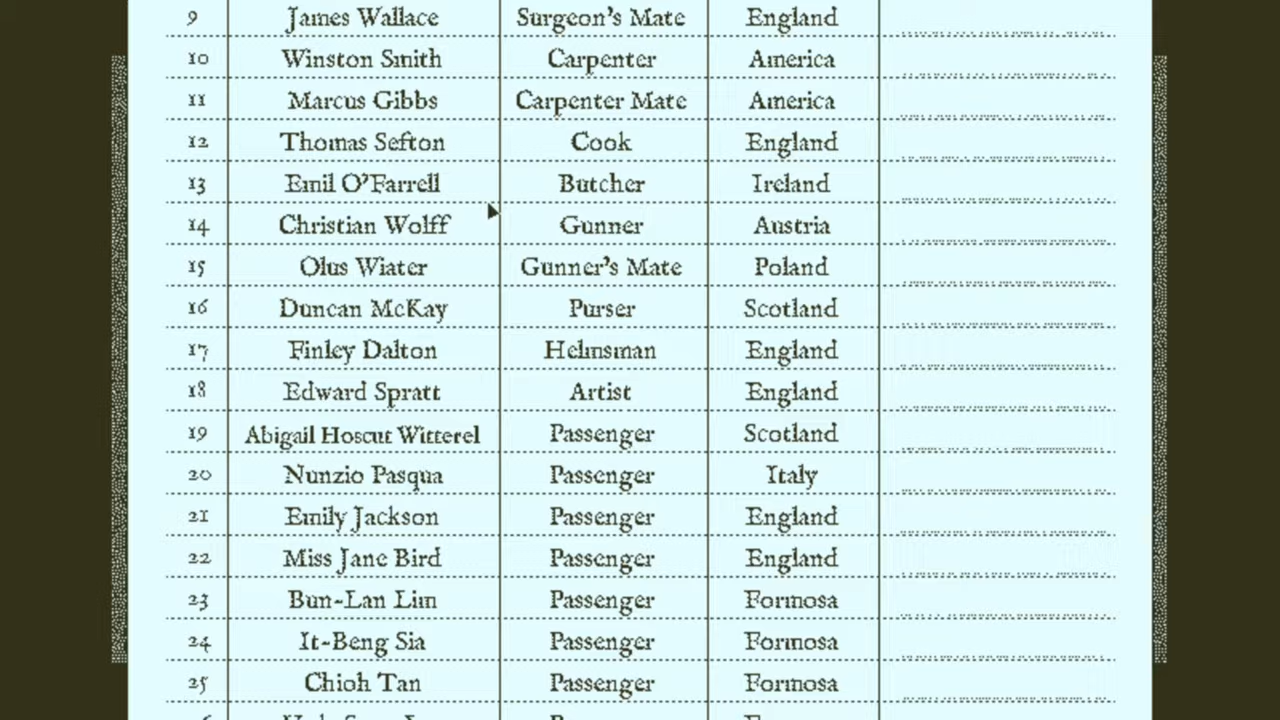 9 James Wallace Surgeon's Mate England
10 Winston Smith Carpenter America
11 Marcus Gibbs Carpenter Mate America
12 Thomas Sefton Cook England
13 Emil O'Farrell Butcher Ireland
14 Christian Wolff Gunner Austria
15 Olus Wiater Gunner's Mate Poland
16 Duncan McKay Purser Scotland
17 Finley Dalton Helmsman England
18 Edward Spratt Artist England
19 Abigail Hoscut Witterel Passenger Scotland
20 Nunzio Pasqua Passenger Italy
21 Emily Jackson Passenger England
22 Miss Jane Bird Passenger England
23 Bun-Lan Lim Passenger Formosa
24 It-Beng Sia Passenger Formosa
25 Chioh Tan Passenger Formosa